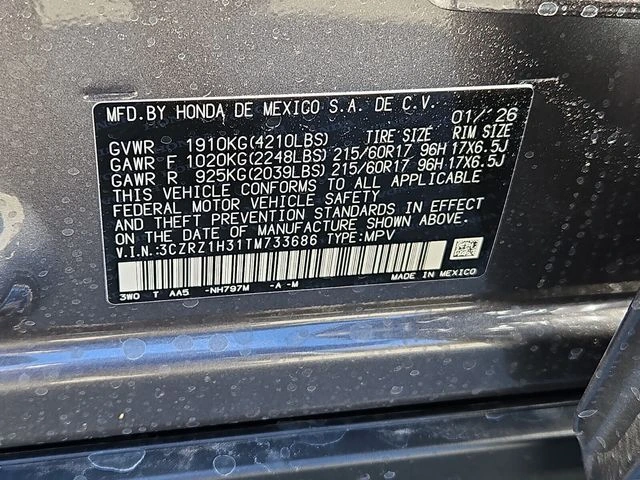 MFD.BY HONDA DE MEXICO S.A. DE C.V. 01/'26
TIRE SIZE RIM SIZE
GVWR 1910KG(4210LBS)
GAWR F 1020KG(2248LBS) 215/60R17 96H 17X6.5J
GAWR R 925KG(2039LBS) 215/60R17 96H 17X6.5J
THIS VEHICLE CONFORMS TO ALL APPLICABLE
FEDERAL MOTOR VEHICLE SAFETY
AND THEFT PREVENTION STANDARDS IN EFFECT
ON THE DATE OF MANUFACTURE SHOWN ABOVE.
V.I.N.:3CZRZ1H31TM733686 TYPE:MPV
MADE IN MEXICO
3W0 T AA5 -NH797M -A -M